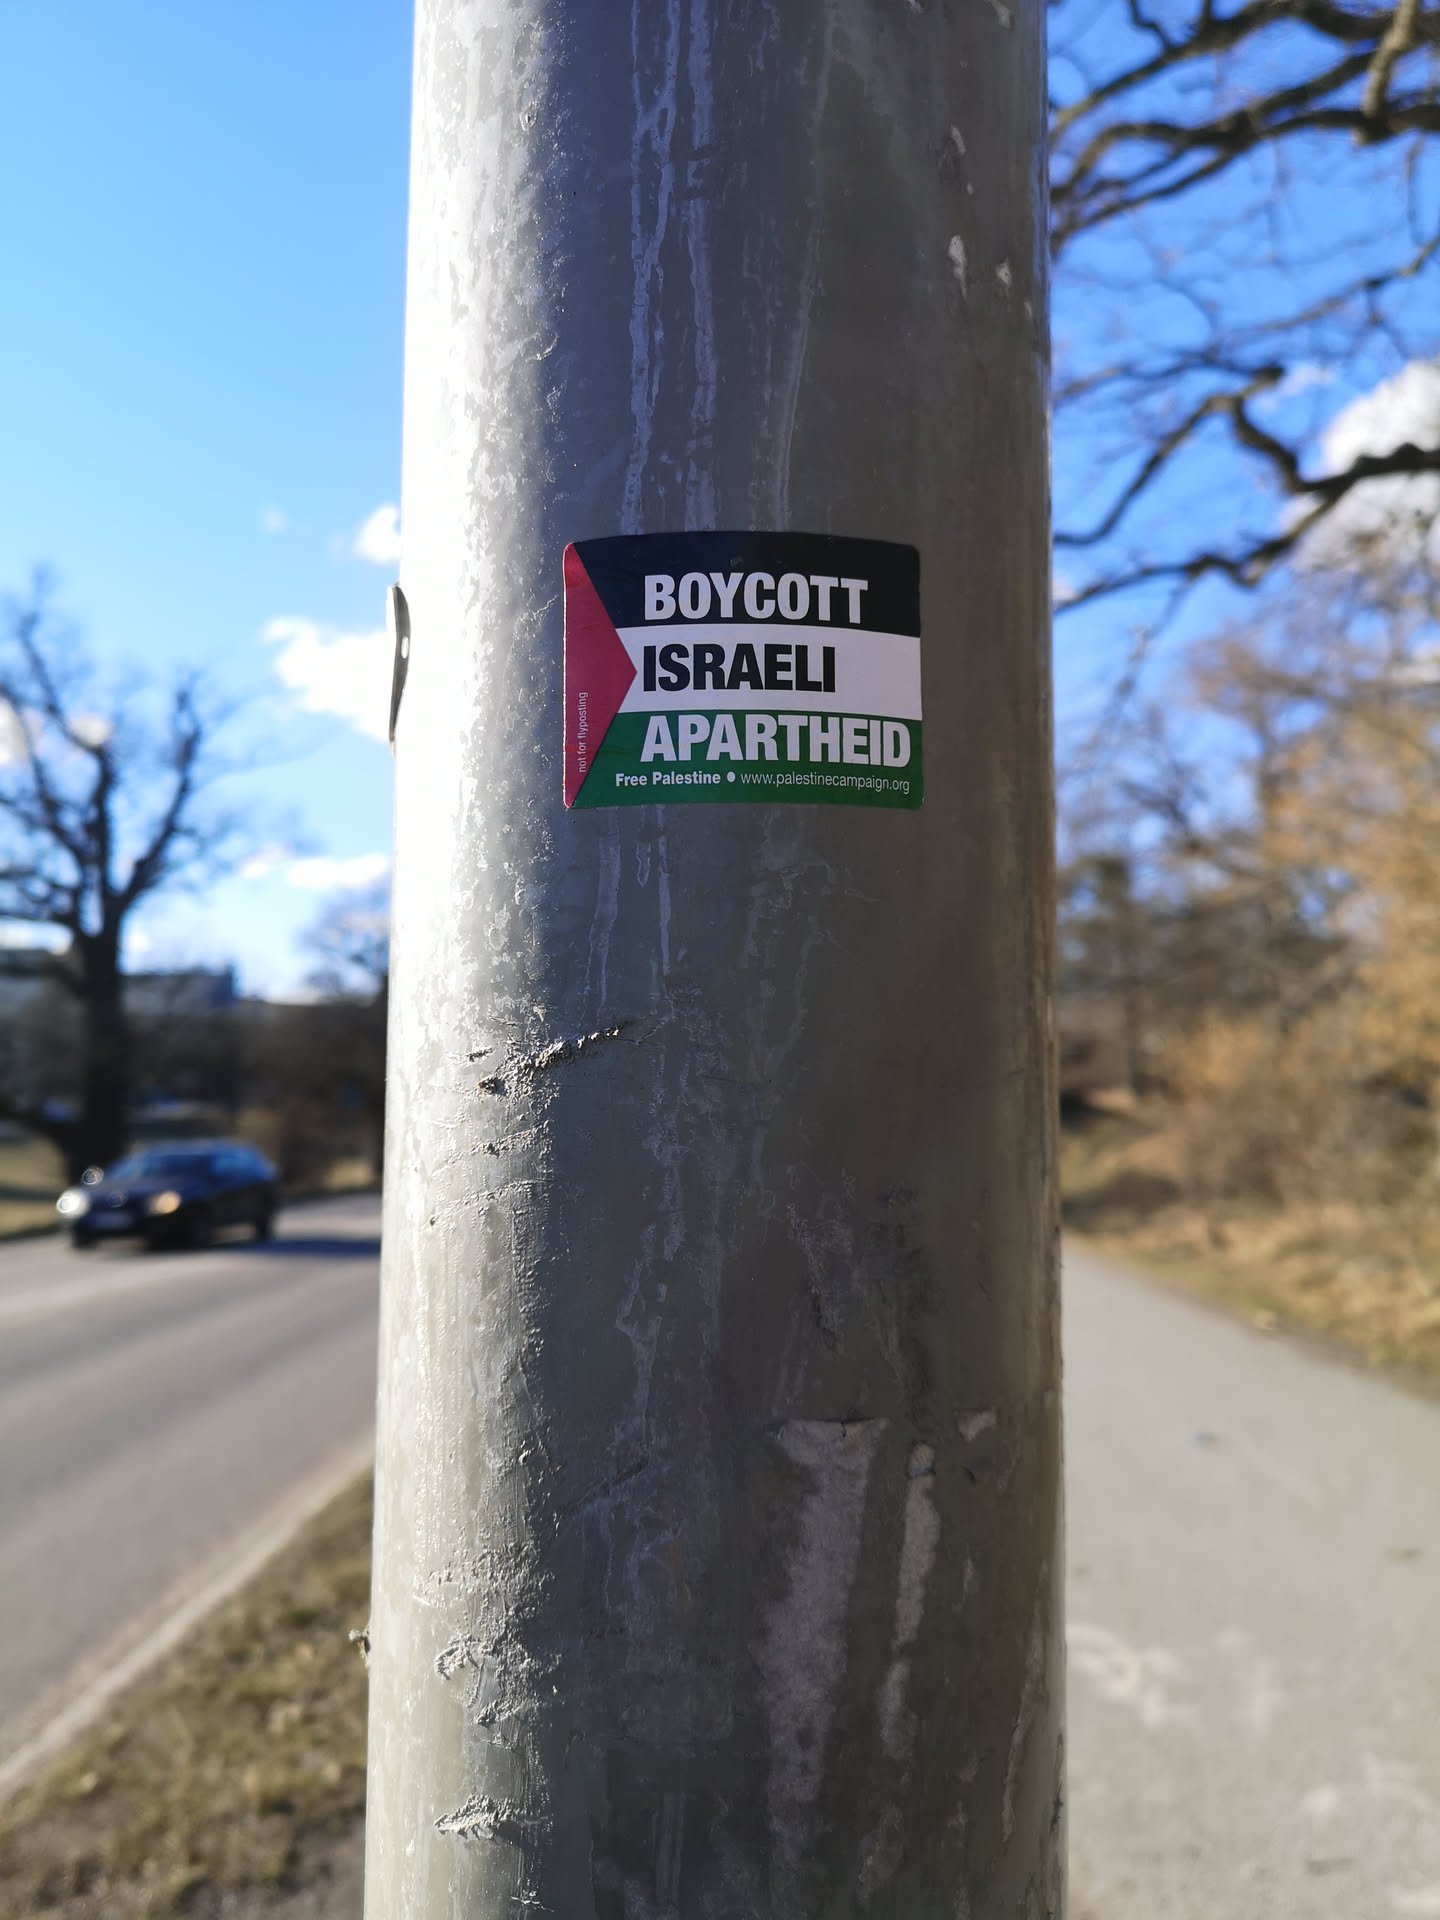 BOYCOTT
ISRAELI
APARTHEID
Free Palestine • www.palestinecampaign.org
not for flyposting